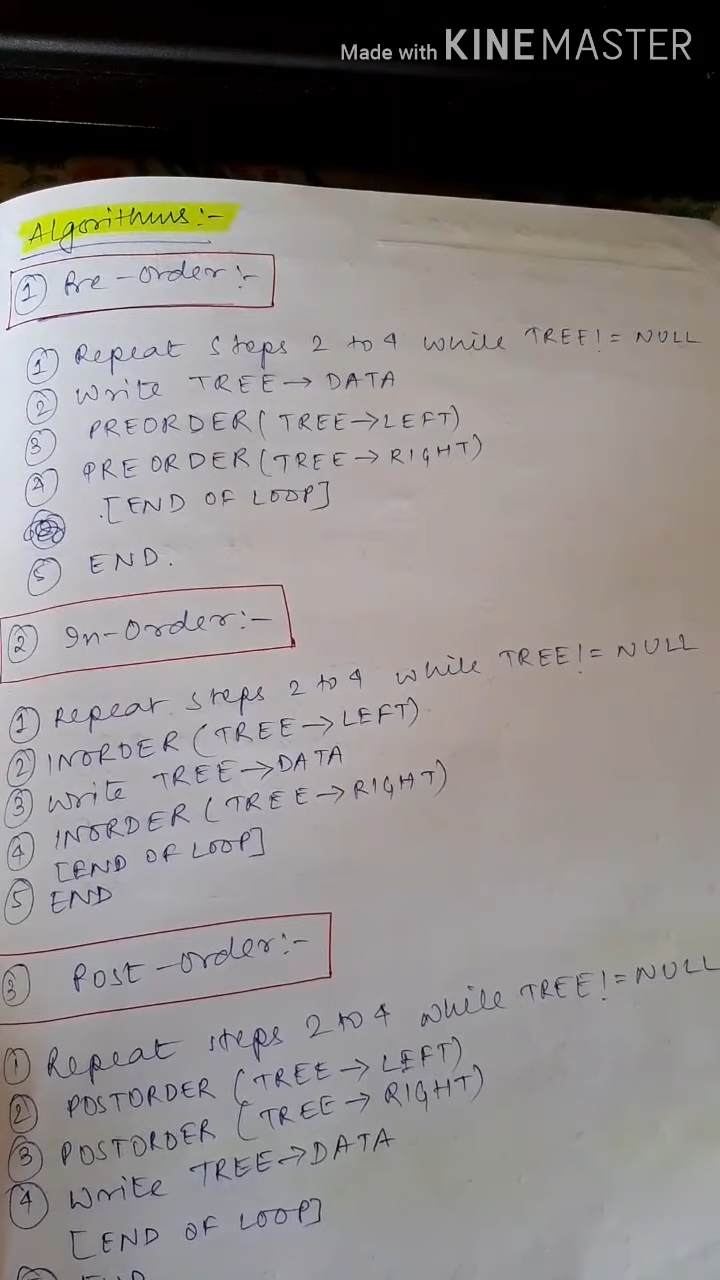 Made with KINEMASTER
Algorithms:-
① Pre-order:-
① Repeat steps 2 to 4 while TREE != NULL
② Write TREE → DATA
③ PREORDER(TREE→LEFT)
④ PREORDER(TREE→RIGHT)
[END OF LOOP]
⑤ END.
② In-Order:-
① Repeat steps 2 to 4 while TREE != NULL
② INORDER (TREE→LEFT)
③ Write TREE→DATA
④ INORDER (TREE→RIGHT)
[END OF LOOP]
⑤ END
③ Post-order:-
① Repeat steps 2 to 4 while TREE != NULL
② POSTORDER (TREE→LEFT)
③ POSTORDER (TREE→RIGHT)
④ Write TREE→DATA
[END OF LOOP]
END